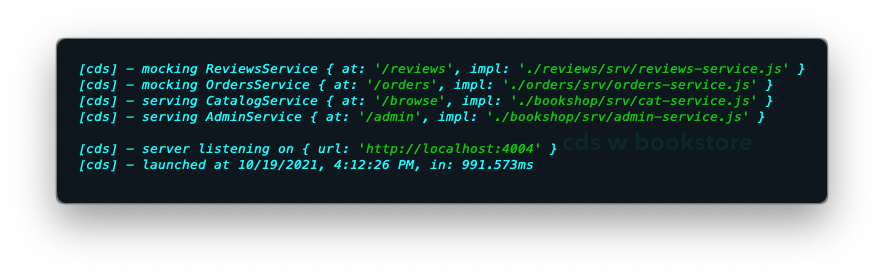 [cds] – mocking ReviewsService { at: '/reviews', impl: './reviews/srv/reviews-service.js' }
[cds] – mocking OrdersService { at: '/orders', impl: './orders/srv/orders-service.js' }
[cds] – serving CatalogService { at: '/browse', impl: './bookshop/srv/cat-service.js' }
[cds] – serving AdminService { at: '/admin', impl: './bookshop/srv/admin-service.js' }
[cds] – server listening on { url: 'http://localhost:4004' }
cds w bookstore
[cds] – launched at 10/19/2021, 4:12:26 PM, in: 991.573ms